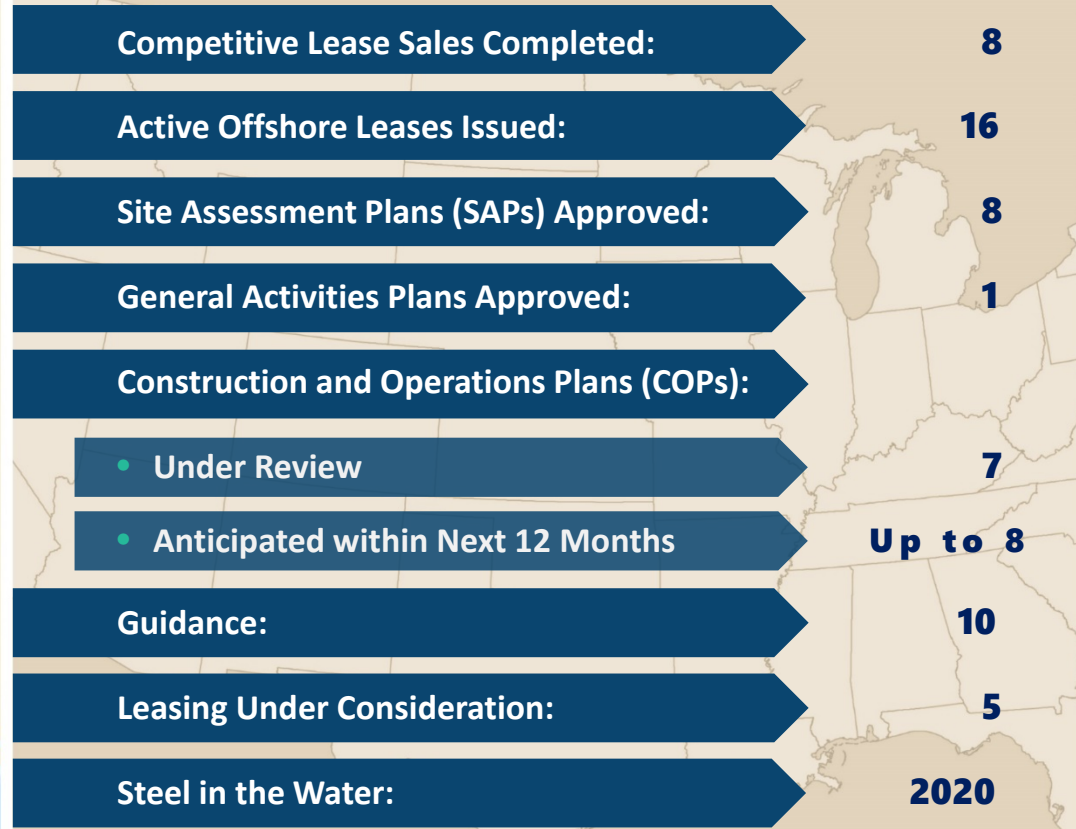 Competitive Lease Sales Completed: 8
Active Offshore Leases Issued: 16
Site Assessment Plans (SAPs) Approved: 8
General Activities Plans Approved: 1
Construction and Operations Plans (COPs):
• Under Review 7
• Anticipated within Next 12 Months Up to 8
Guidance: 10
Leasing Under Consideration: 5
Steel in the Water: 2020